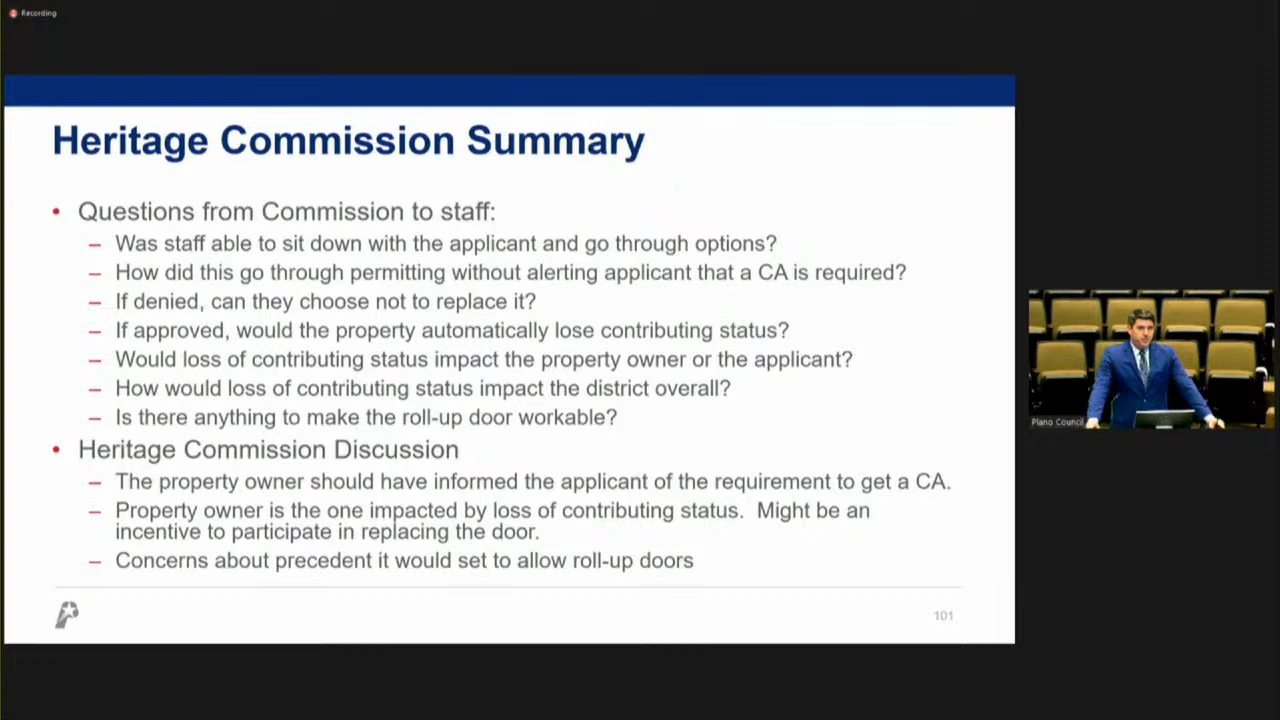 Recording
Heritage Commission Summary
• Questions from Commission to staff:
– Was staff able to sit down with the applicant and go through options?
– How did this go through permitting without alerting applicant that a CA is required?
– If denied, can they choose not to replace it?
– If approved, would the property automatically lose contributing status?
– Would loss of contributing status impact the property owner or the applicant?
– How would loss of contributing status impact the district overall?
– Is there anything to make the roll-up door workable?
• Heritage Commission Discussion
– The property owner should have informed the applicant of the requirement to get a CA.
– Property owner is the one impacted by loss of contributing status.  Might be an
incentive to participate in replacing the door.
– Concerns about precedent it would set to allow roll-up doors
101
Plano Council